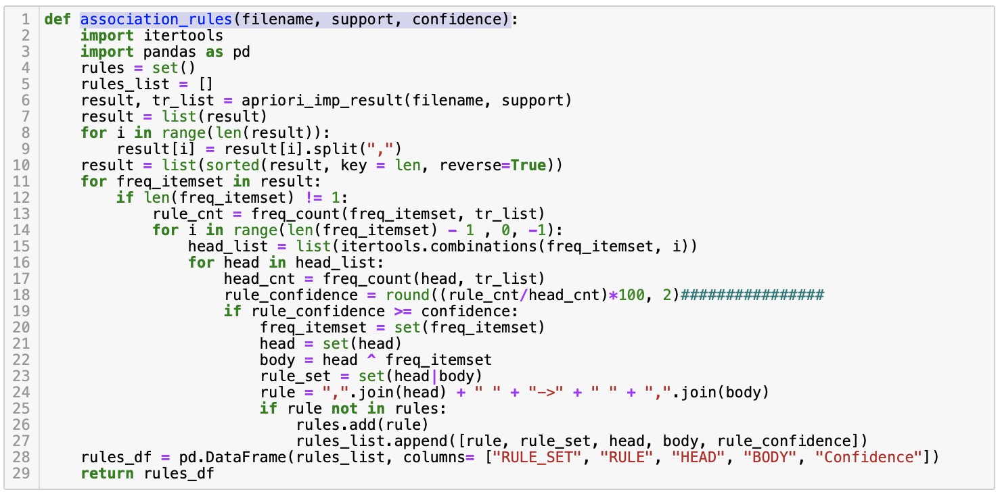 1 def association_rules(filename, support, confidence):
2     import itertools
3     import pandas as pd
4     rules = set()
5     rules_list = []
6     result, tr_list = apriori_imp_result(filename, support)
7     result = list(result)
8     for i in range(len(result)):
9         result[i] = result[i].split(",")
10     result = list(sorted(result, key = len, reverse=True))
11     for freq_itemset in result:
12         if len(freq_itemset) != 1:
13             rule_cnt = freq_count(freq_itemset, tr_list)
14             for i in range(len(freq_itemset) - 1 , 0, -1):
15                 head_list = list(itertools.combinations(freq_itemset, i))
16                 for head in head_list:
17                     head_cnt = freq_count(head, tr_list)
18                     rule_confidence = round((rule_cnt/head_cnt)*100, 2)################
19                     if rule_confidence >= confidence:
20                         freq_itemset = set(freq_itemset)
21                         head = set(head)
22                         body = head ^ freq_itemset
23                         rule_set = set(head|body)
24                         rule = ",".join(head) + " " + "->" + " " + ",".join(body)
25                         if rule not in rules:
26                             rules.add(rule)
27                             rules_list.append([rule, rule_set, head, body, rule_confidence])
28     rules_df = pd.DataFrame(rules_list, columns= ["RULE_SET", "RULE", "HEAD", "BODY", "Confidence"])
29     return rules_df